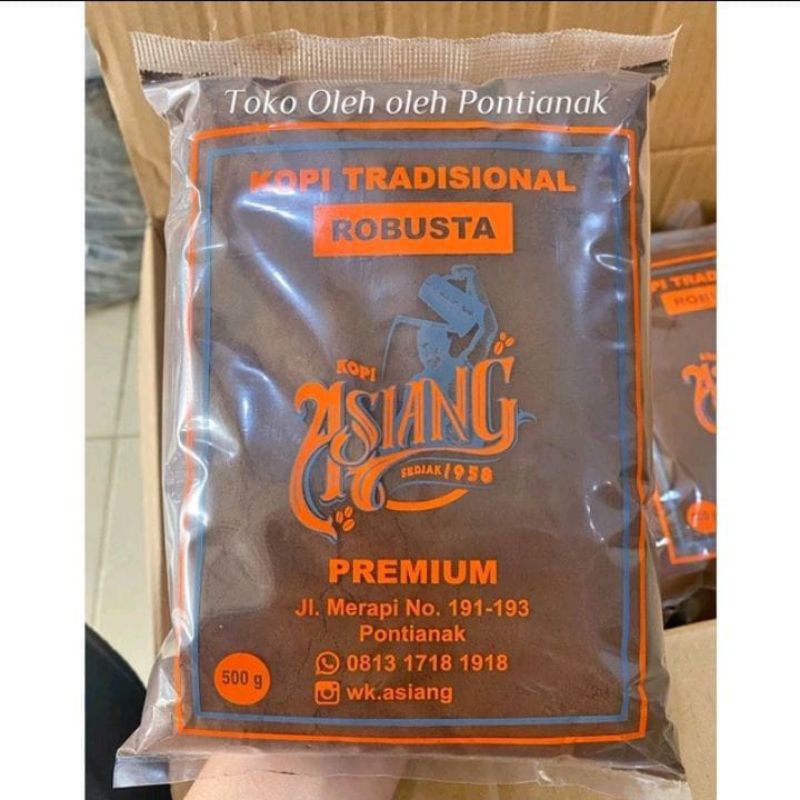 Toko Oleh oleh Pontianak
KOPI TRADISIONAL
ROBUSTA
KOPI
ASIANG
SEDJAK 1958
PREMIUM
Jl. Merapi No. 191-193
Pontianak
0813 1718 1918
wk.asiang
500 g